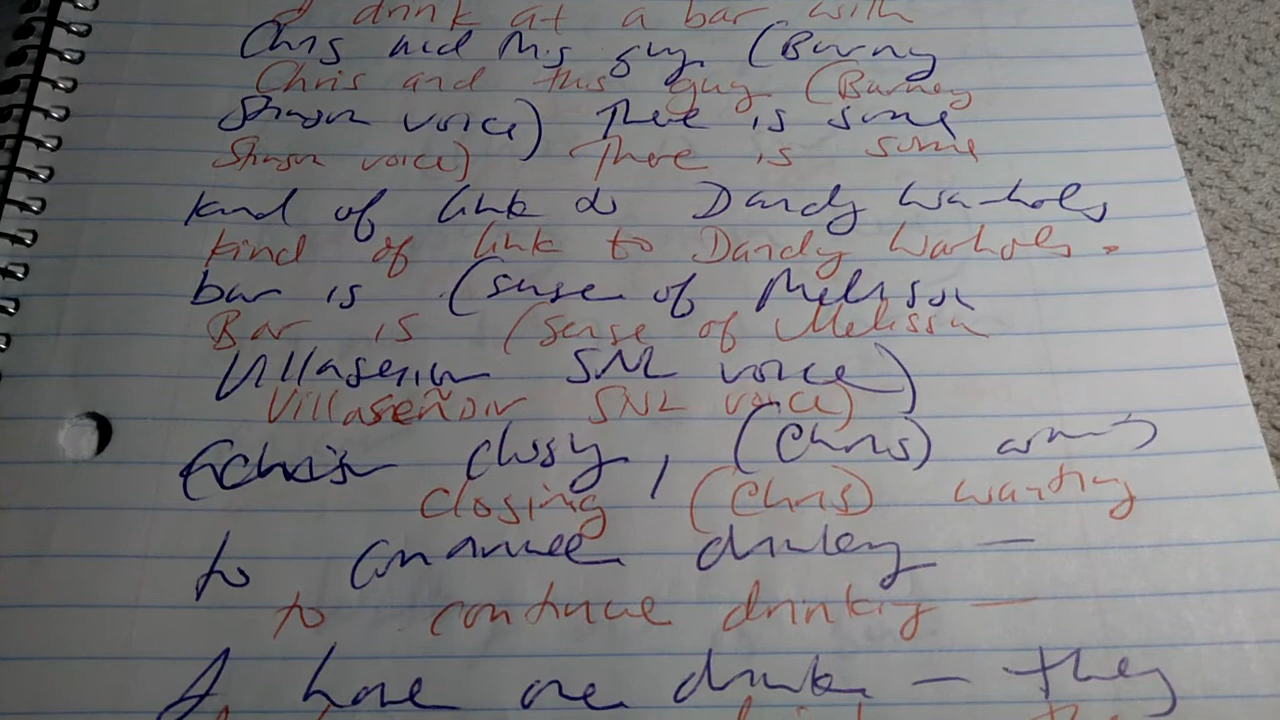 I drink at a bar with
Chris and this guy (Barney
Chris and this guy (Barney
Stinson voice) There is some
Stinson voice) There is some
kind of link to Dandy Warhols
kind of link to Dandy Warhols.
bar is (sense of Melissa
Bar is (sense of Melissa
Villaseñor SNL voice)
Villaseñor SNL voice)
closing, (Chris) wanting
closing (Chris) wanting
to continue drinking —
to continue drinking —
I have one drink — they